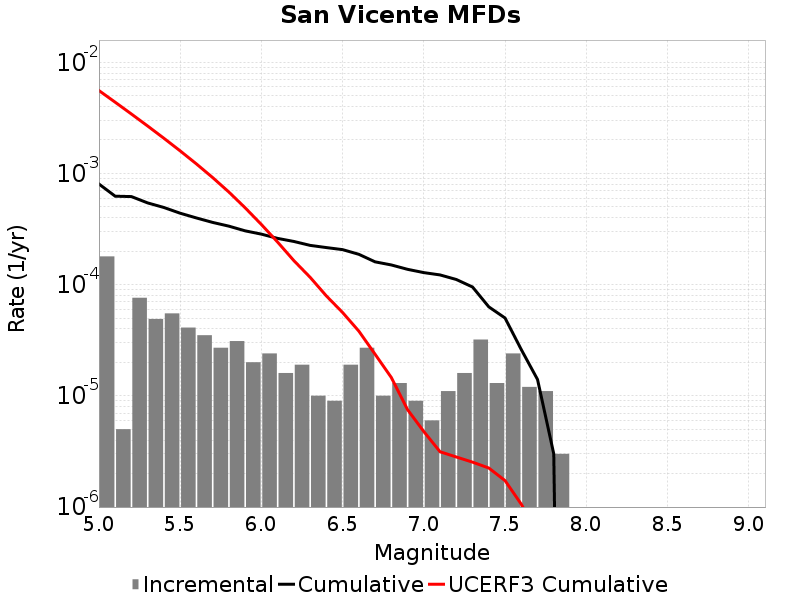 San Vicente MFDs
10-2
10-3
10-4
10-5
10-6
Rate (1/yr)
5.0 5.5 6.0 6.5 7.0 7.5 8.0 8.5 9.0
Magnitude
Incremental Cumulative UCERF3 Cumulative